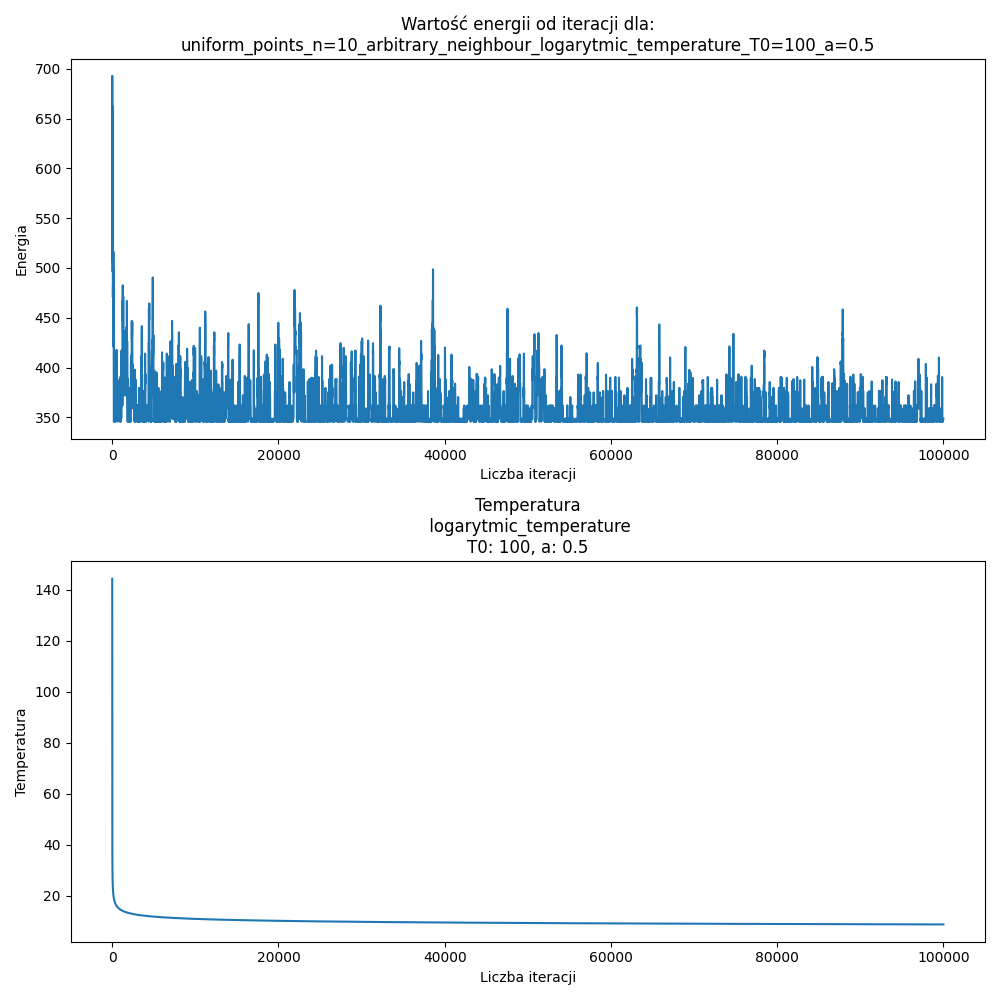 Wartość energii od iteracji dla:
uniform_points_n=10_arbitrary_neighbour_logarytmic_temperature_T0=100_a=0.5
700
650
600
550
500
450
400
350
Energia
0 20000 40000 60000 80000 100000
Liczba iteracji
Temperatura
logarytmic_temperature
T0: 100, a: 0.5
140
120
100
80
60
40
20
Temperatura
0 20000 40000 60000 80000 100000
Liczba iteracji